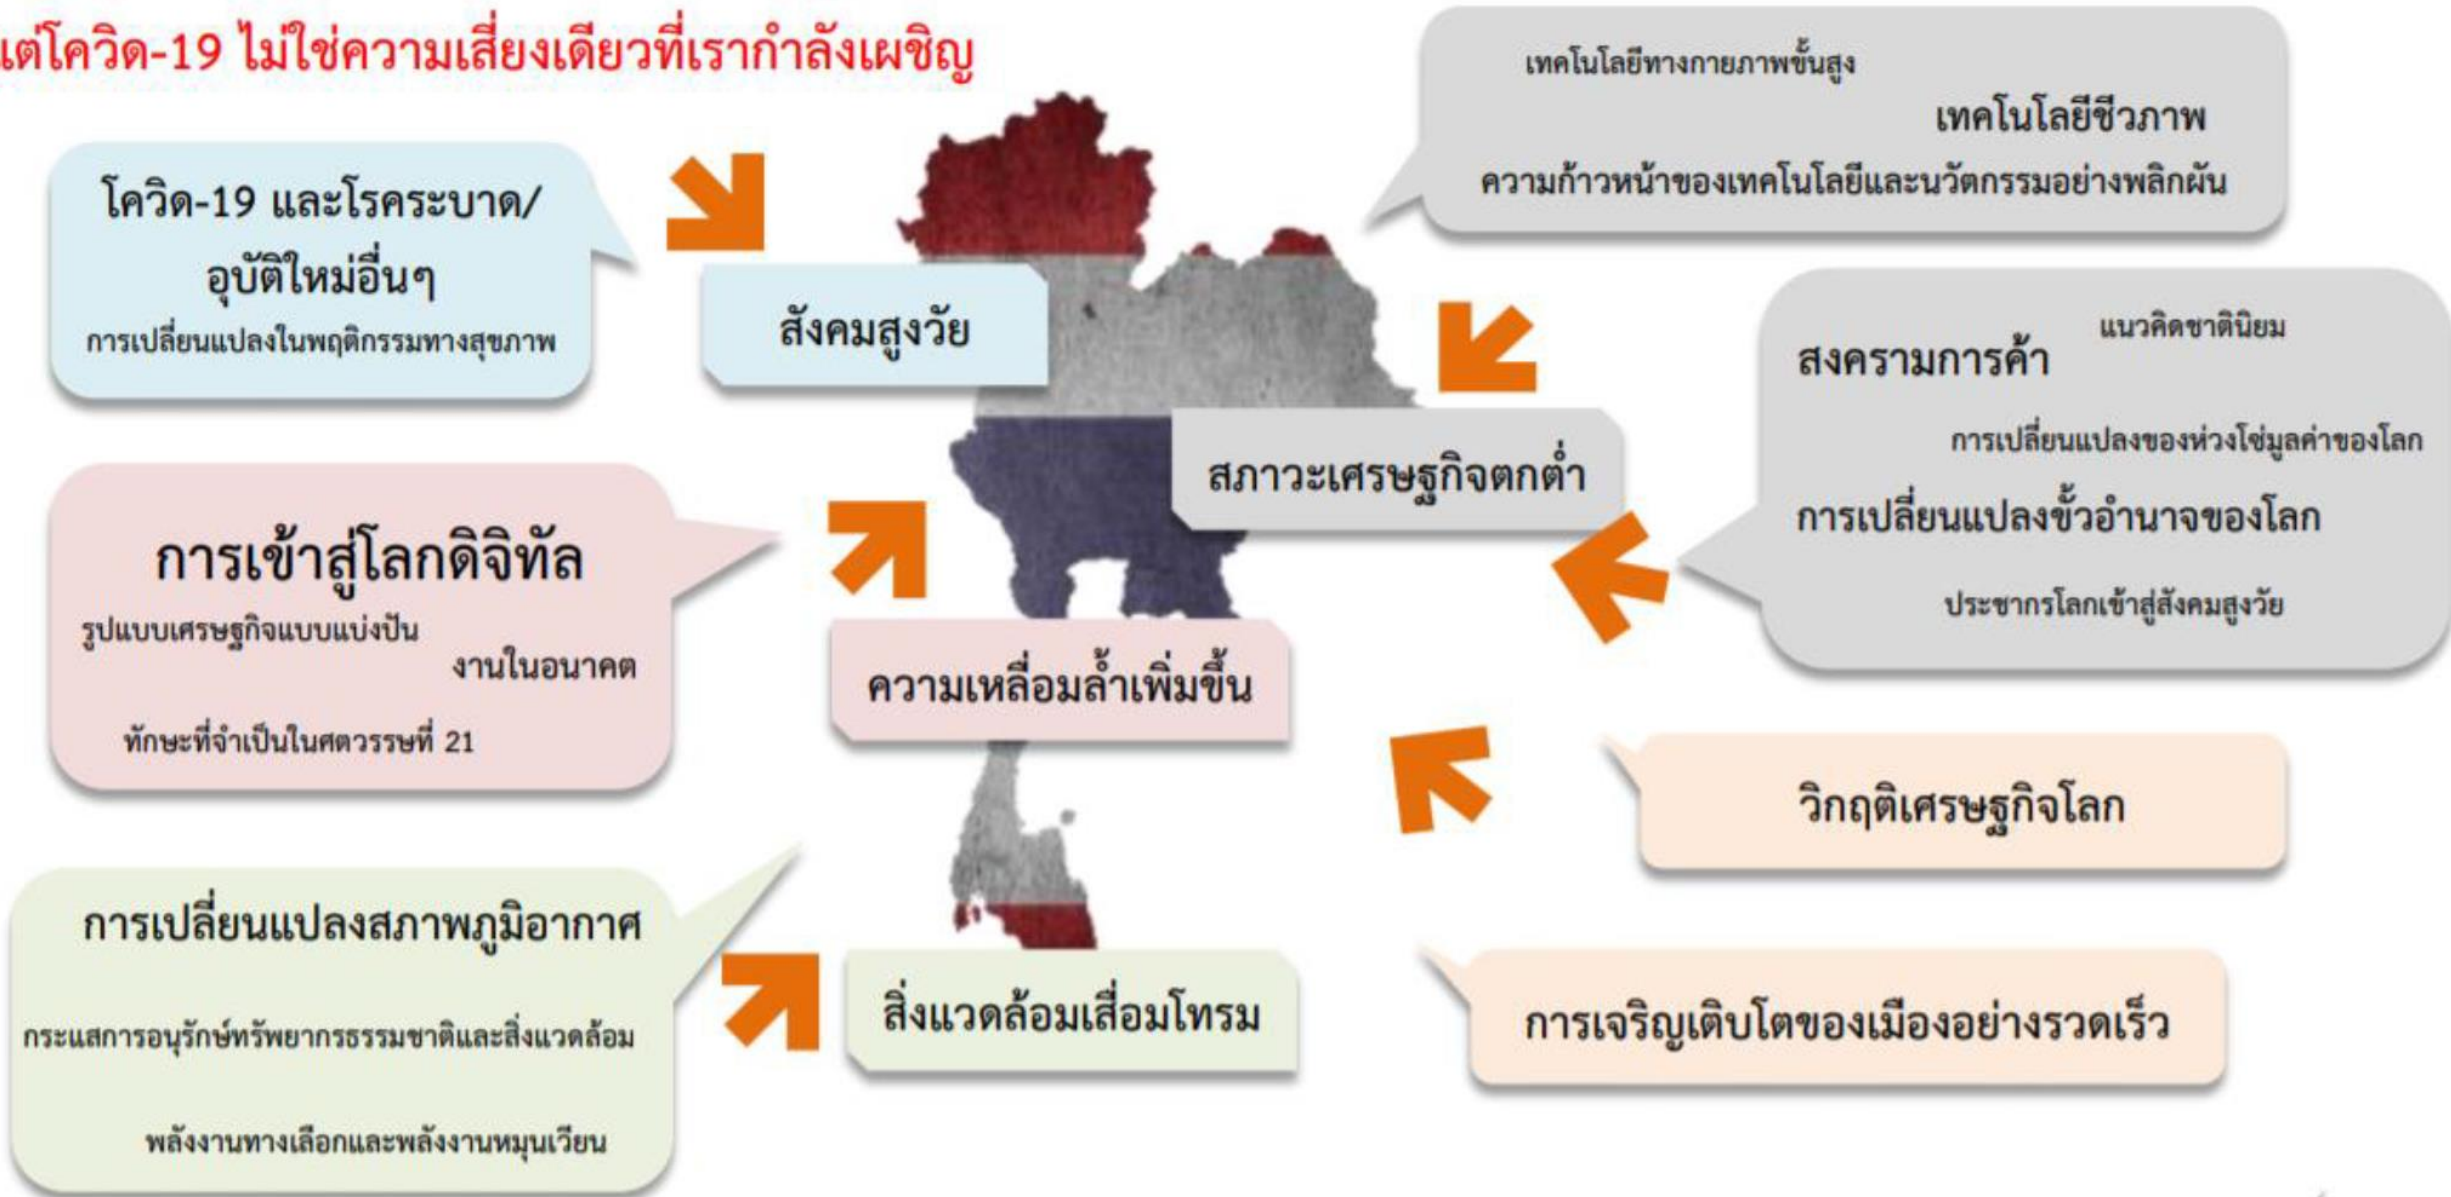 แต่โควิด-19 ไม่ใช่ความเสี่ยงเดียวที่เรากำลังเผชิญ
โควิด-19 และโรคระบาด/
อุบัติใหม่อื่นๆ
การเปลี่ยนแปลงในพฤติกรรมทางสุขภาพ
สังคมสูงวัย
เทคโนโลยีทางกายภาพขั้นสูง
เทคโนโลยีชีวภาพ
ความก้าวหน้าของเทคโนโลยีและนวัตกรรมอย่างพลิกผัน
แนวคิดชาตินิยม
สงครามการค้า
การเปลี่ยนแปลงของห่วงโซ่มูลค่าของโลก
การเปลี่ยนแปลงขั้วอำนาจของโลก
ประชากรโลกเข้าสู่สังคมสูงวัย
สภาวะเศรษฐกิจตกต่ำ
การเข้าสู่โลกดิจิทัล
รูปแบบเศรษฐกิจแบบแบ่งปัน
งานในอนาคต
ทักษะที่จำเป็นในศตวรรษที่ 21
ความเหลื่อมล้ำเพิ่มขึ้น
วิกฤติเศรษฐกิจโลก
การเปลี่ยนแปลงสภาพภูมิอากาศ
กระแสการอนุรักษ์ทรัพยากรธรรมชาติและสิ่งแวดล้อม
พลังงานทางเลือกและพลังงานหมุนเวียน
สิ่งแวดล้อมเสื่อมโทรม
การเจริญเติบโตของเมืองอย่างรวดเร็ว